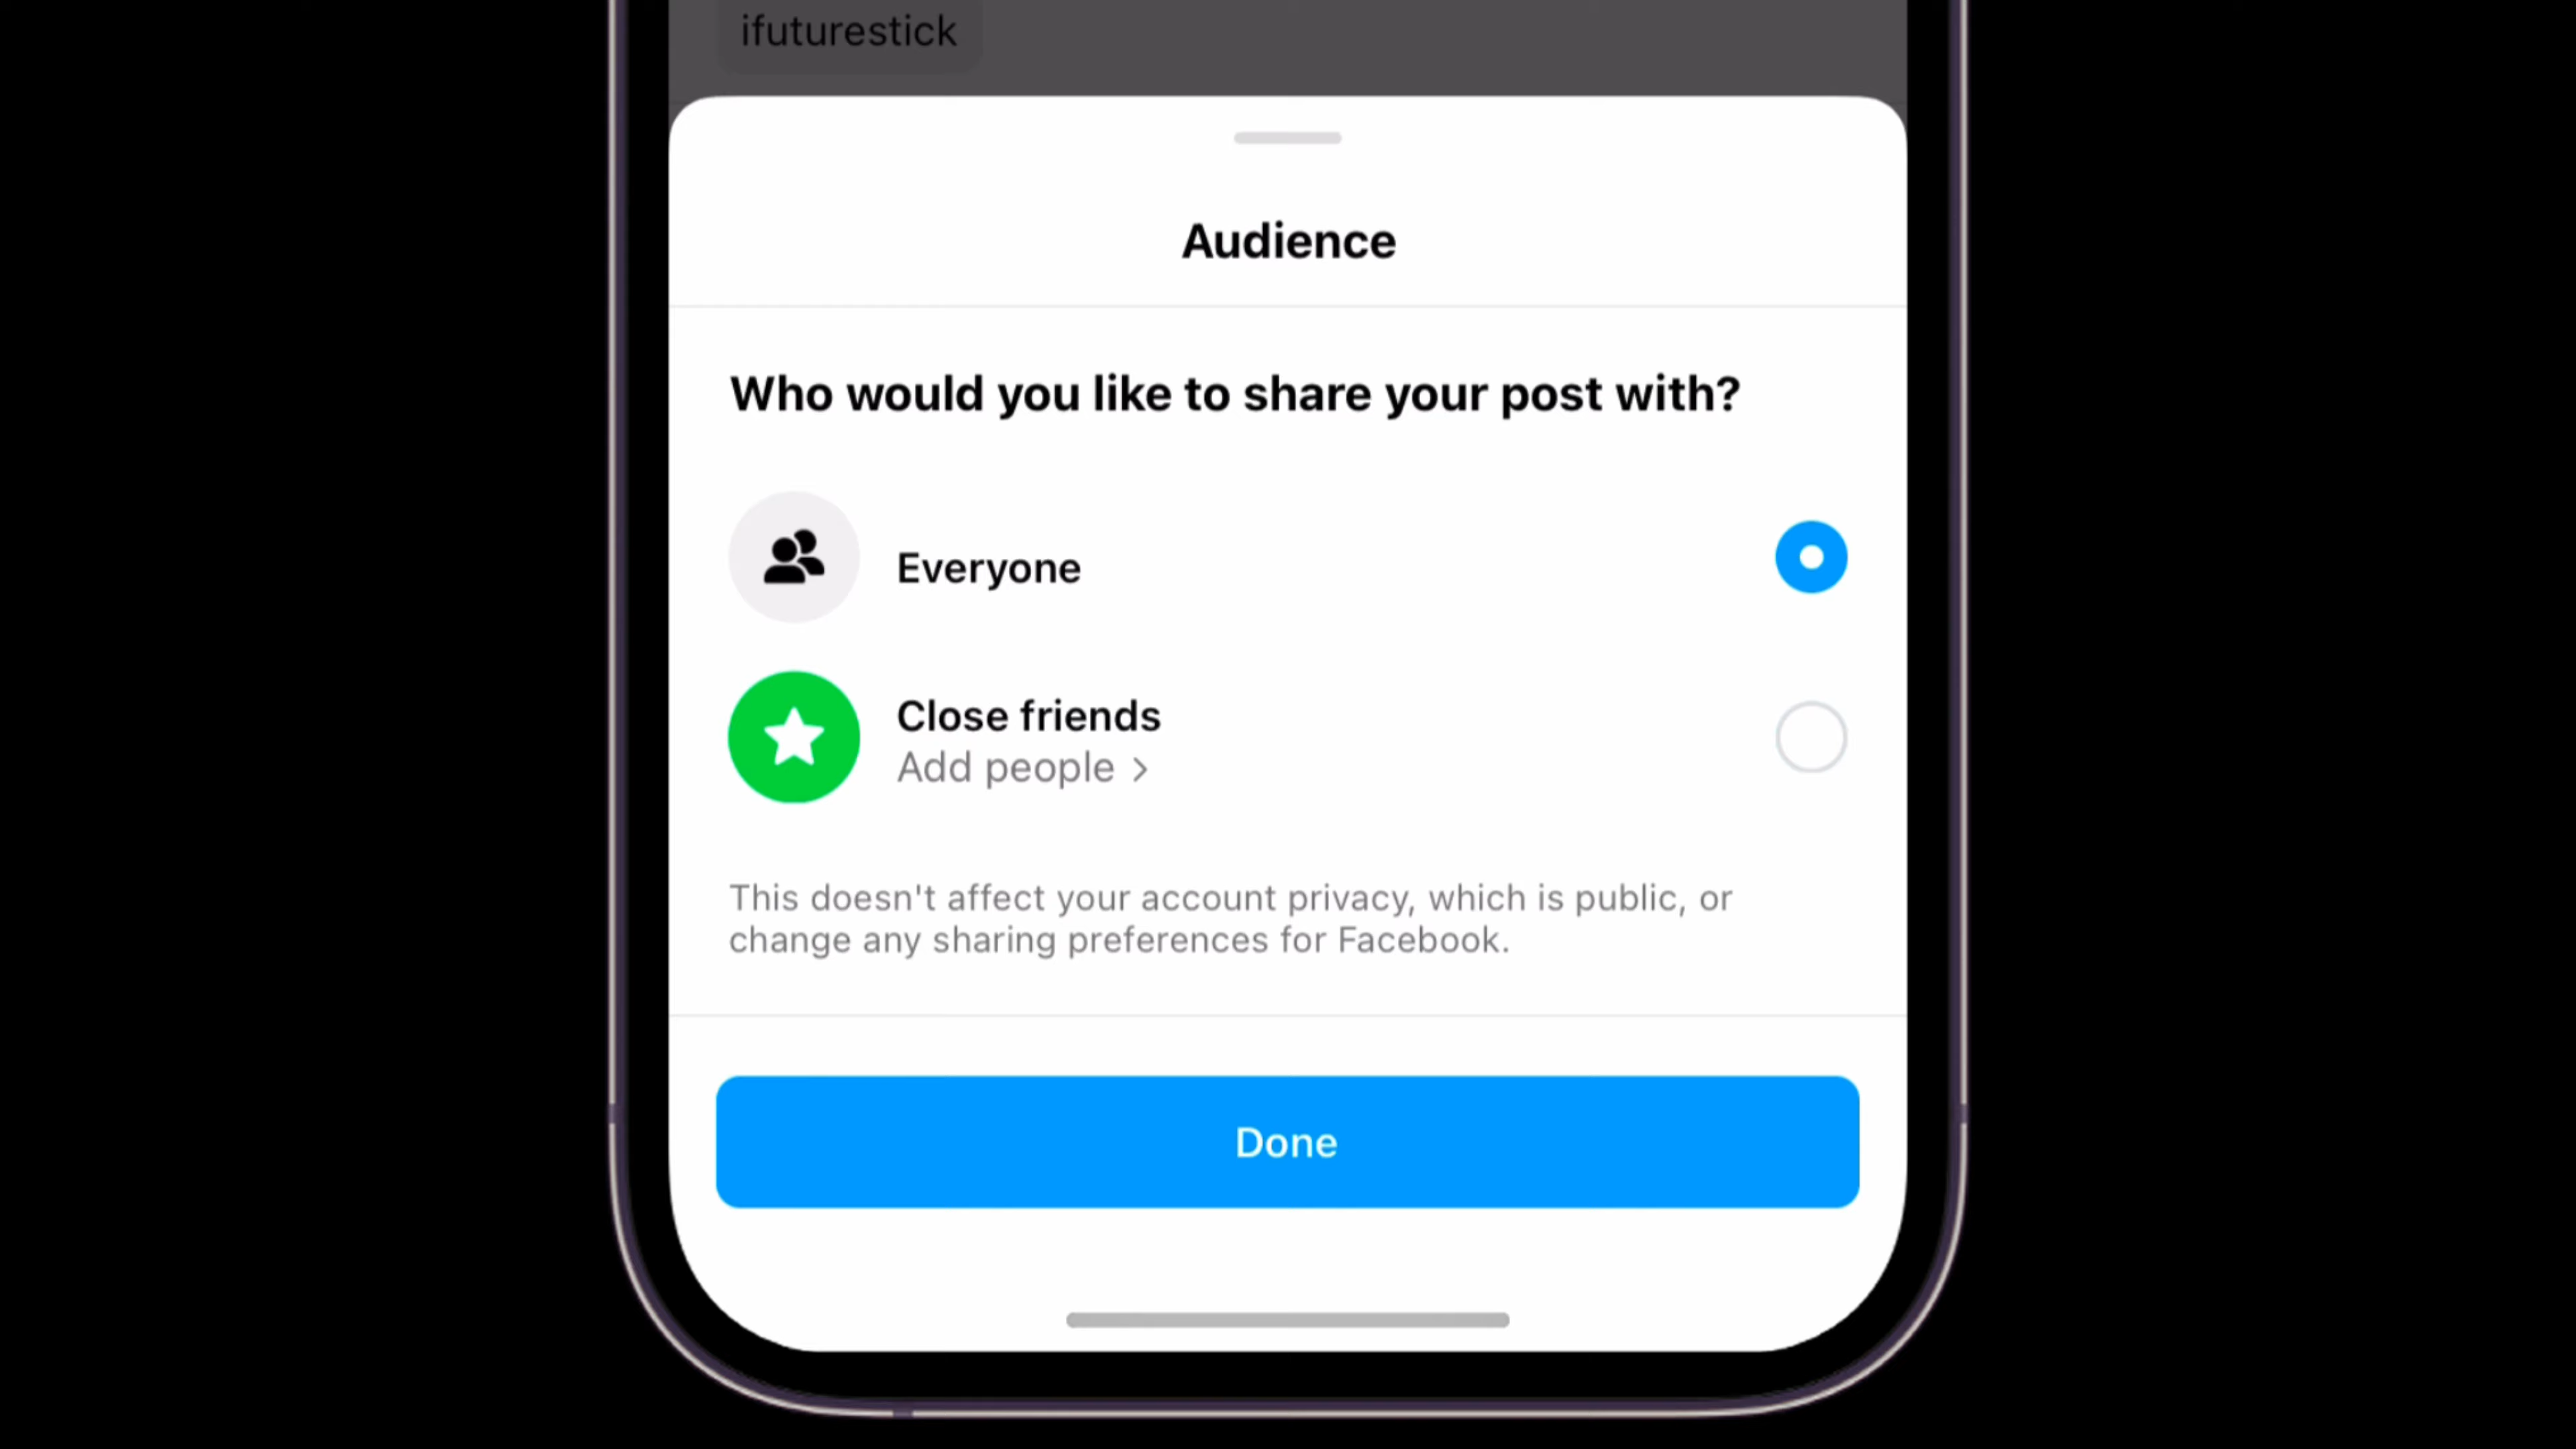 ifuturestick
Audience
Who would you like to share your post with?
Everyone
Close friends
Add people >
This doesn't affect your account privacy, which is public, or
change any sharing preferences for Facebook.
Done